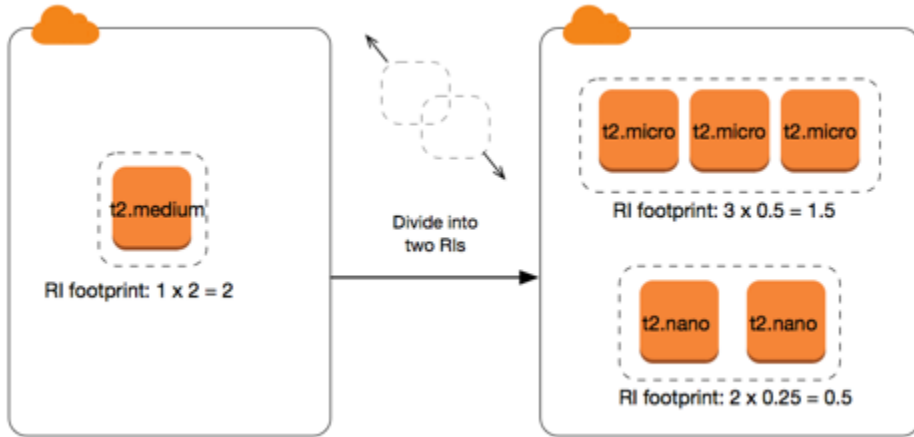 t2.medium
RI footprint: 1 x 2 = 2
Divide into
two RIs
t2.micro t2.micro t2.micro
RI footprint: 3 x 0.5 = 1.5
t2.nano t2.nano
RI footprint: 2 x 0.25 = 0.5